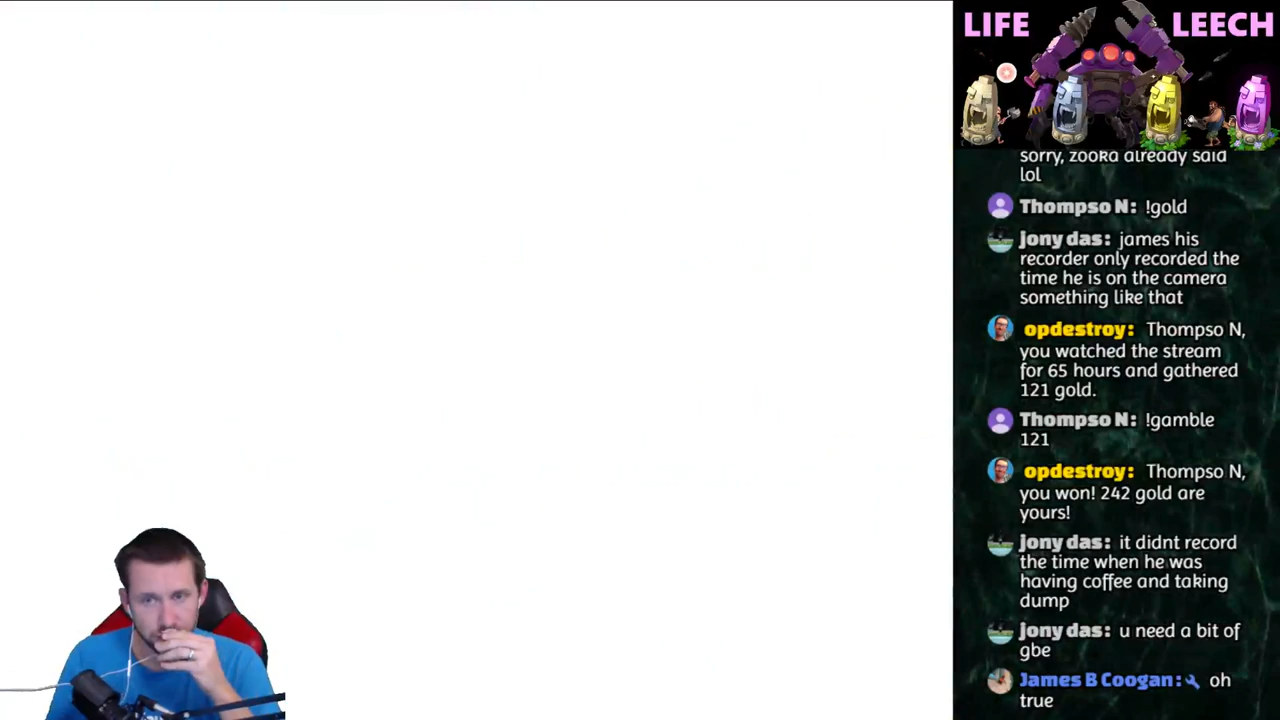 LIFE LEECH
sorry, zooka already said
lol
Thompso N: !gold
jony das: james his
recorder only recorded the
time he is on the camera
something like that
opdestroy: Thompso N,
you watched the stream
for 65 hours and gathered
121 gold.
Thompso N: !gamble
121
opdestroy: Thompso N,
you won! 242 gold are
yours!
jony das: it didnt record
the time when he was
having coffee and taking
dump
jony das: u need a bit of
gbe
James B Coogan: oh
true